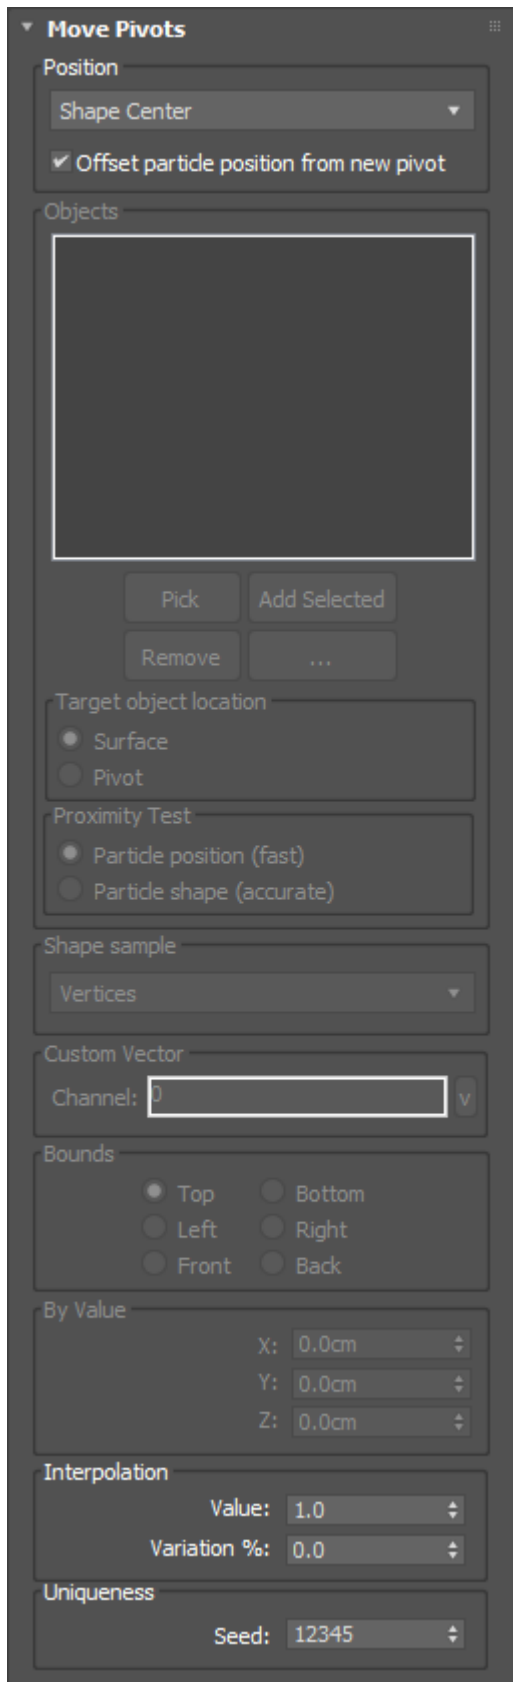 Move Pivots
Position
Shape Center
Offset particle position from new pivot
Objects
Pick Add Selected
Remove ...
Target object location
Surface
Pivot
Proximity Test
Particle position (fast)
Particle shape (accurate)
Shape sample
Vertices
Custom Vector
Channel: 0 v
Bounds
Top Bottom
Left Right
Front Back
By Value
X: 0.0cm
Y: 0.0cm
Z: 0.0cm
Interpolation
Value: 1.0
Variation %: 0.0
Uniqueness
Seed: 12345